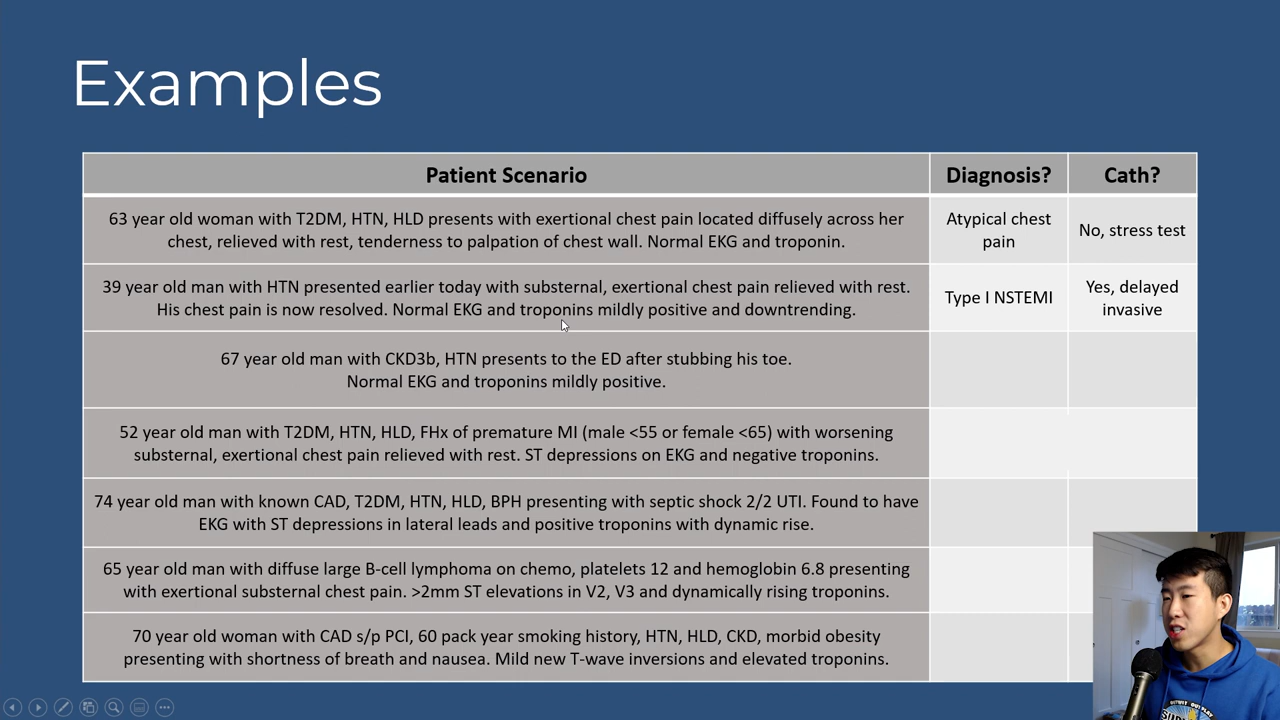 Examples
Patient Scenario
Diagnosis?
Cath?
63 year old woman with T2DM, HTN, HLD presents with exertional chest pain located diffusely across her
chest, relieved with rest, tenderness to palpation of chest wall. Normal EKG and troponin.
Atypical chest
pain
No, stress test
39 year old man with HTN presented earlier today with substernal, exertional chest pain relieved with rest.
His chest pain is now resolved. Normal EKG and troponins mildly positive and downtrending.
Type I NSTEMI
Yes, delayed
invasive
67 year old man with CKD3b, HTN presents to the ED after stubbing his toe.
Normal EKG and troponins mildly positive.
52 year old man with T2DM, HTN, HLD, FHx of premature MI (male <55 or female <65) with worsening
substernal, exertional chest pain relieved with rest. ST depressions on EKG and negative troponins.
74 year old man with known CAD, T2DM, HTN, HLD, BPH presenting with septic shock 2/2 UTI. Found to have
EKG with ST depressions in lateral leads and positive troponins with dynamic rise.
65 year old man with diffuse large B-cell lymphoma on chemo, platelets 12 and hemoglobin 6.8 presenting
with exertional substernal chest pain. >2mm ST elevations in V2, V3 and dynamically rising troponins.
70 year old woman with CAD s/p PCI, 60 pack year smoking history, HTN, HLD, CKD, morbid obesity
presenting with shortness of breath and nausea. Mild new T-wave inversions and elevated troponins.